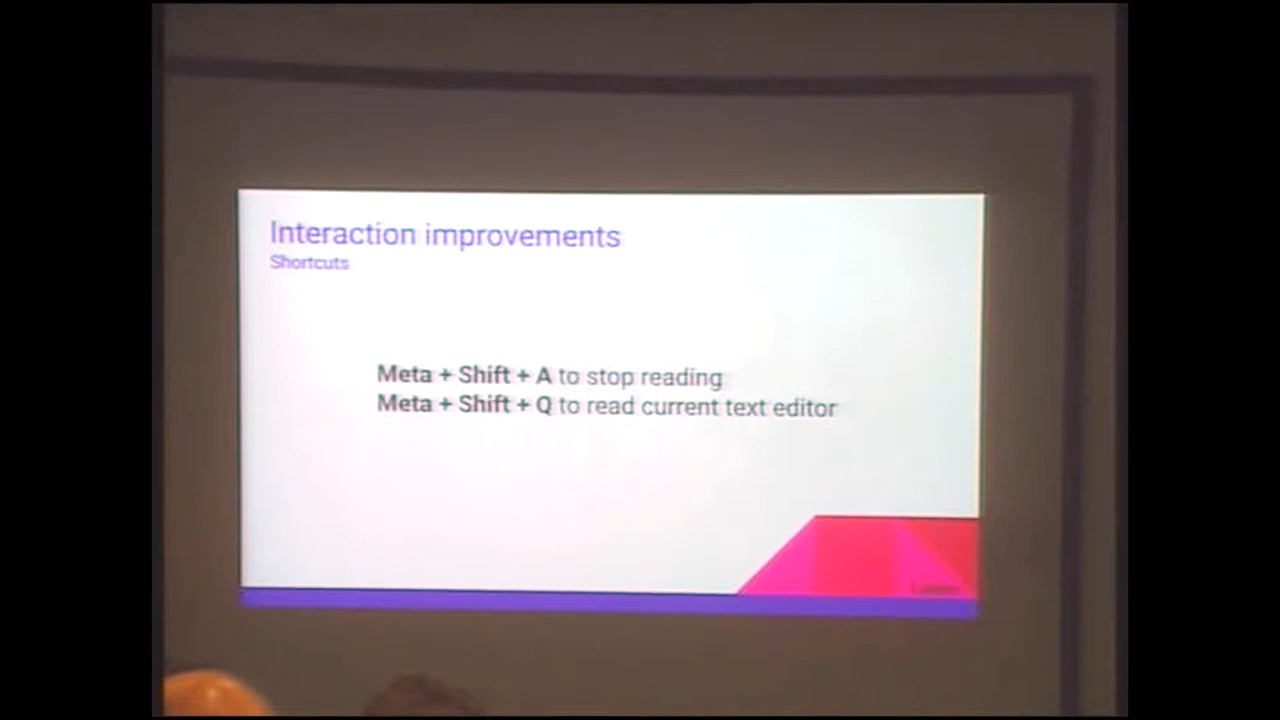 Interaction improvements
Shortcuts
Meta + Shift + A to stop reading
Meta + Shift + Q to read current text editor